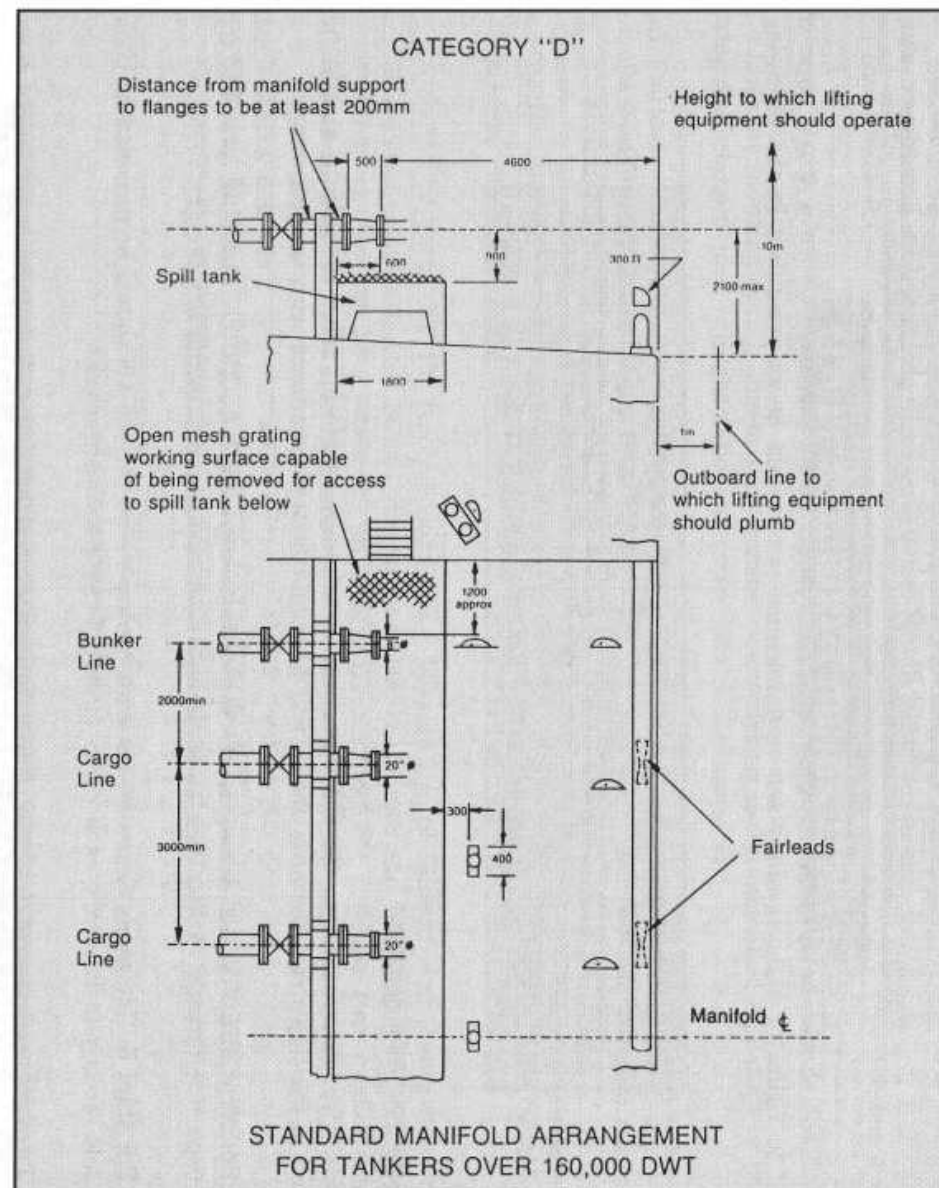 CATEGORY "D"
Distance from manifold support
to flanges to be at least 200mm
Height to which lifting
equipment should operate
500
4600
600
900
300
10m
2100 max
Spill tank
1800
1m
Open mesh grating
working surface capable
of being removed for access
to spill tank below
Outboard line to
which lifting equipment
should plumb
1200
approx
Bunker
Line
2000min
Cargo
Line
20" ø
300
400
3000min
Fairleads
Cargo
Line
20" ø
Manifold ℄
STANDARD MANIFOLD ARRANGEMENT
FOR TANKERS OVER 160,000 DWT